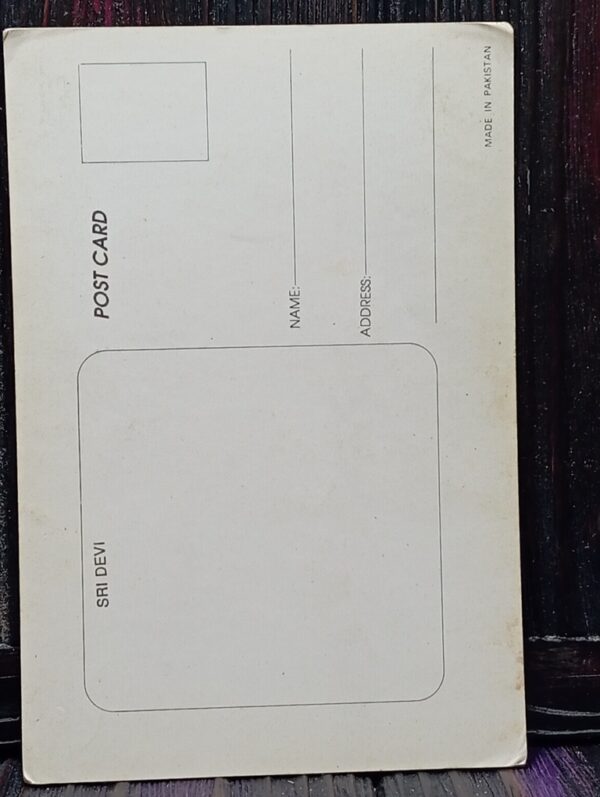 SRI DEVI
POST CARD
NAME:
ADDRESS:
MADE IN PAKISTAN